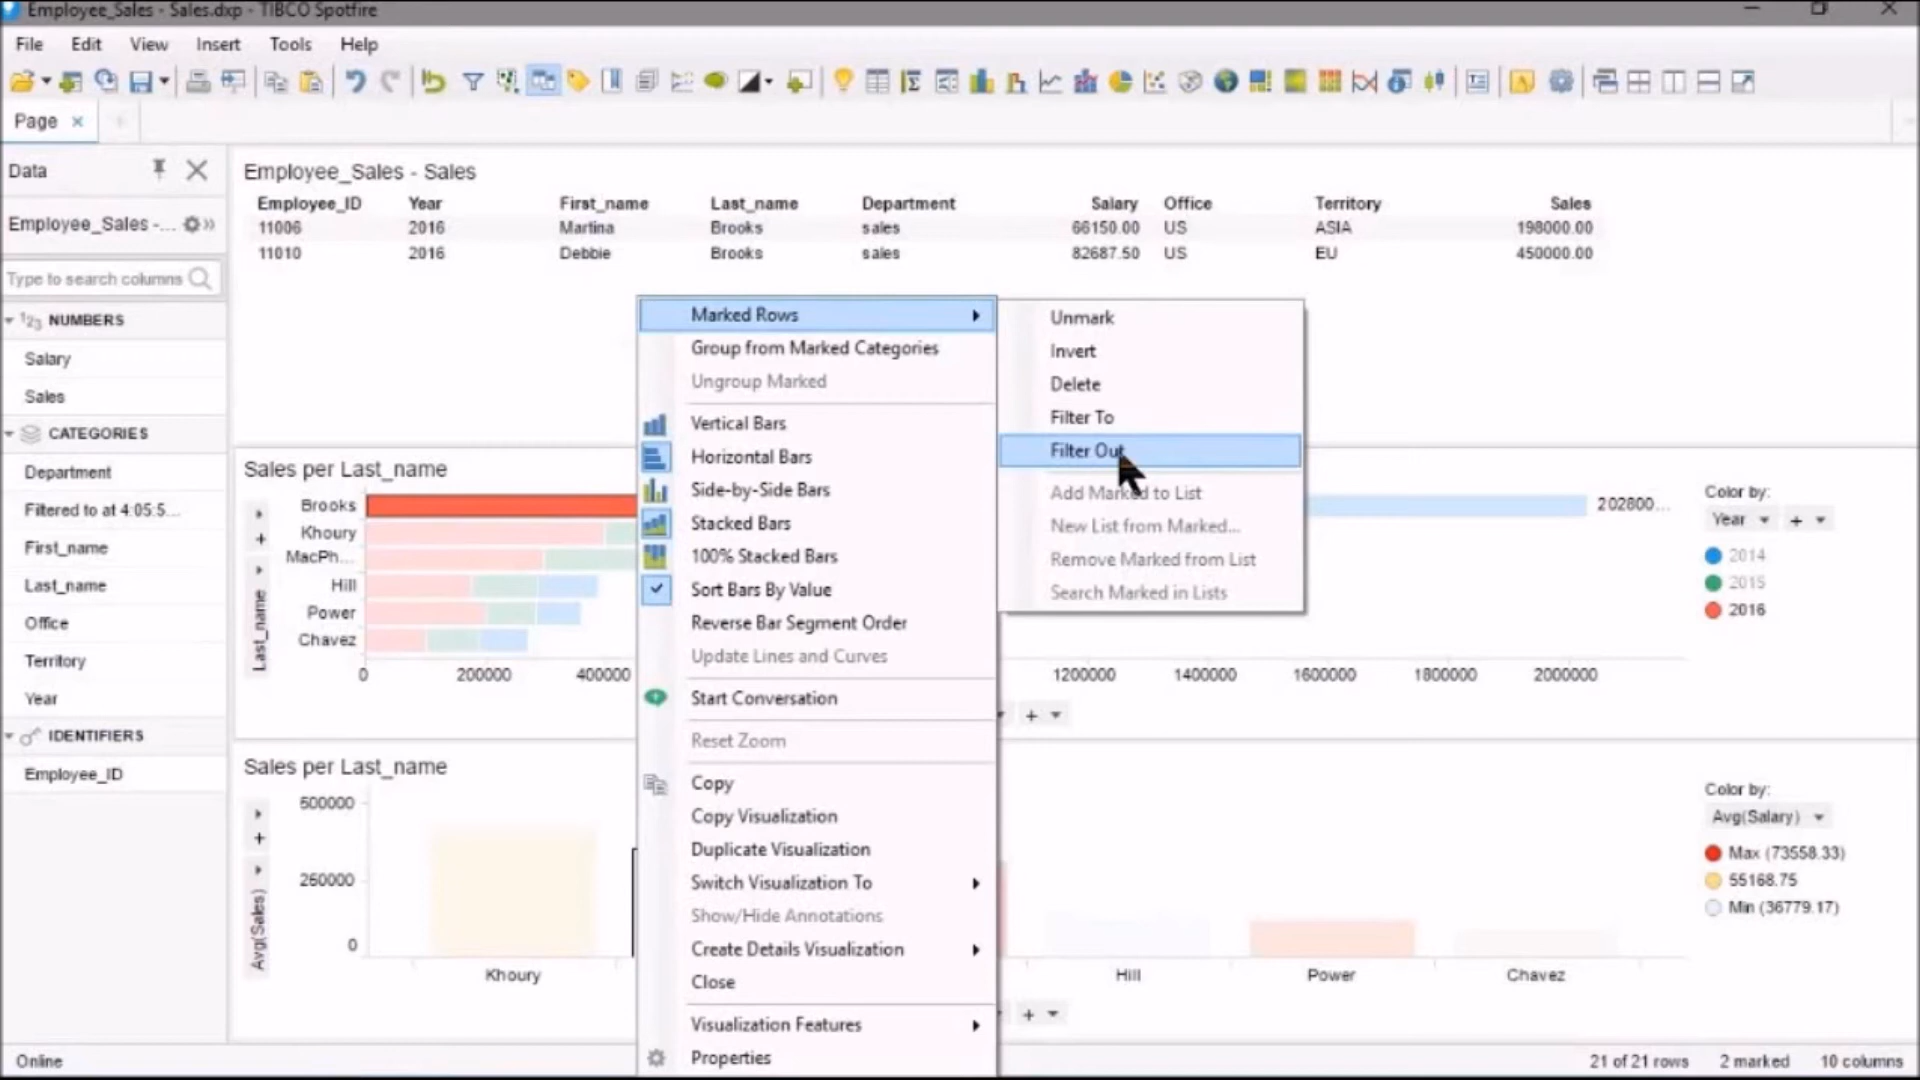 Employee_Sales - Sales.dxp - TIBCO Spotfire
File Edit View Insert Tools Help
Page
Data
Employee_Sales -...
Type to search columns
123 NUMBERS
Salary
Sales
CATEGORIES
Department
Filtered to at 4:05:5...
First_name
Last_name
Office
Territory
Year
IDENTIFIERS
Employee_ID
Employee_Sales - Sales
Employee_ID Year First_name Last_name Department Salary Office Territory Sales
11006 2016 Martina Brooks sales 66150.00 US ASIA 198000.00
11010 2016 Debbie Brooks sales 82687.50 US EU 450000.00
Marked Rows
Group from Marked Categories
Ungroup Marked
Vertical Bars
Horizontal Bars
Side-by-Side Bars
Stacked Bars
100% Stacked Bars
Sort Bars By Value
Reverse Bar Segment Order
Update Lines and Curves
Start Conversation
Reset Zoom
Copy
Copy Visualization
Duplicate Visualization
Switch Visualization To
Show/Hide Annotations
Create Details Visualization
Close
Visualization Features
Properties
Unmark
Invert
Delete
Filter To
Filter Out
Add Marked to List
New List from Marked...
Remove Marked from List
Search Marked in Lists
Sales per Last_name
Last_name
Brooks
Khoury
MacPh...
Hill
Power
Chavez
0 200000 400000 1200000 1400000 1600000 1800000 2000000
202800...
Color by:
Year
2014
2015
2016
Sales per Last_name
Avg(Sales)
500000
250000
0
Khoury Hill Power Chavez
Color by:
Avg(Salary)
Max (73558.33)
55168.75
Min (36779.17)
Online
21 of 21 rows 2 marked 10 columns